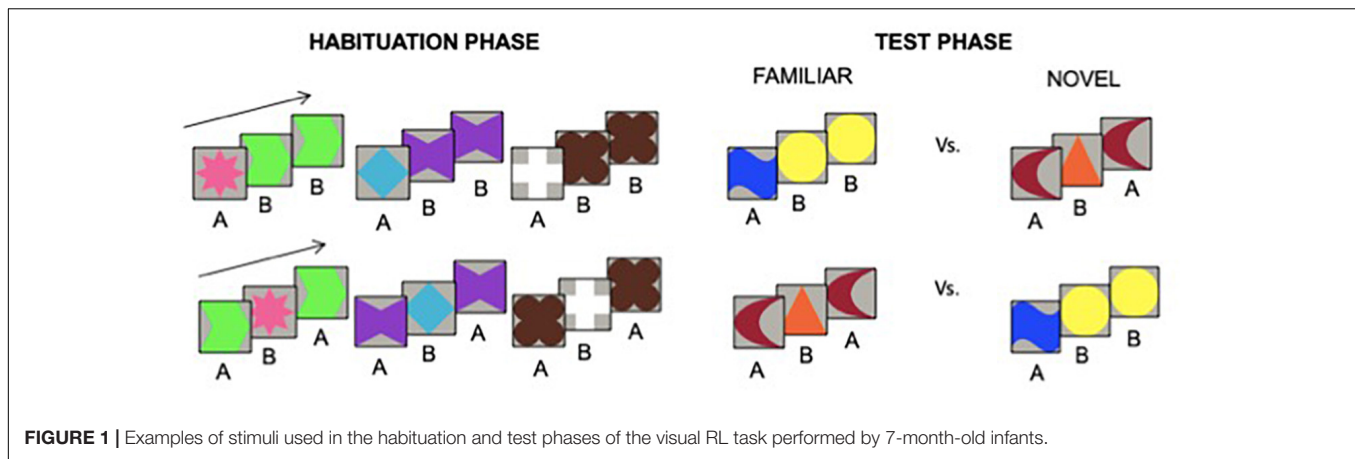 HABITUATION PHASE
TEST PHASE
FAMILIAR
NOVEL
A B B
A B B
A B B
A B B
Vs.
A B A
A B A
A B A
A B A
A B A
Vs.
A B B
FIGURE 1 | Examples of stimuli used in the habituation and test phases of the visual RL task performed by 7-month-old infants.